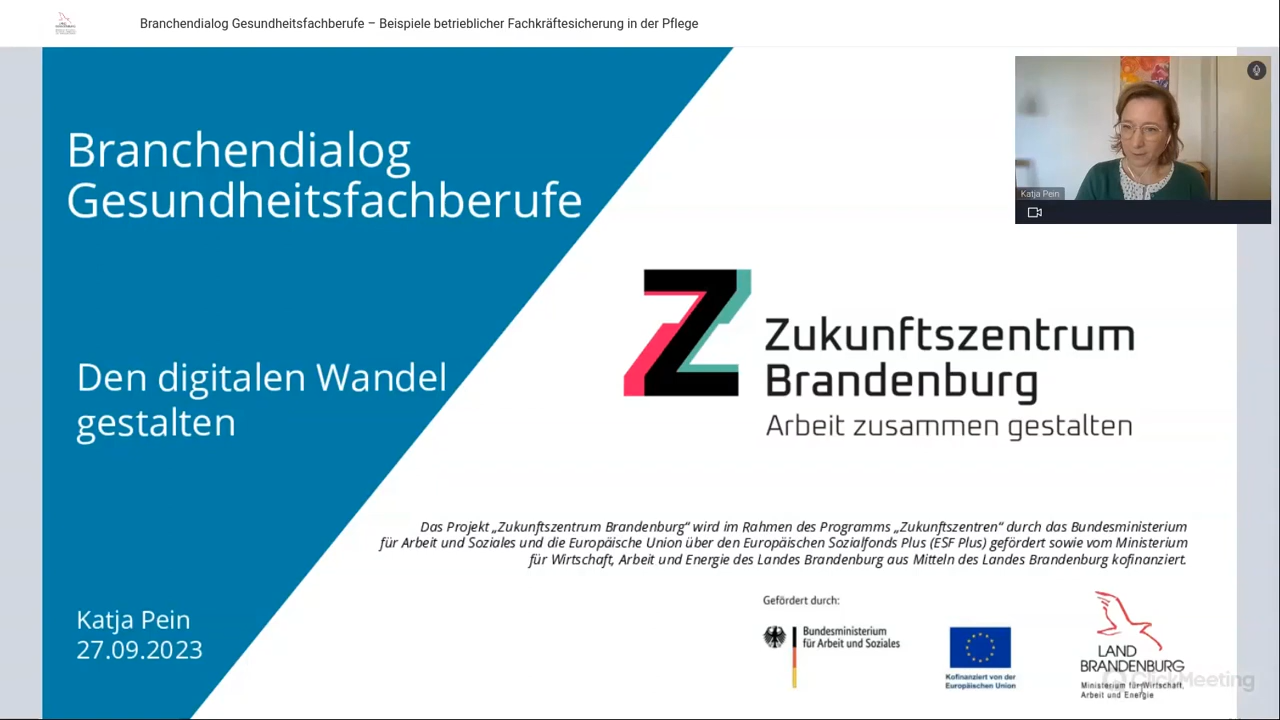 Branchendialog Gesundheitsfachberufe – Beispiele betrieblicher Fachkräftesicherung in der Pflege
Branchendialog
Gesundheitsfachberufe
Katja Pein
Zukunftszentrum
Brandenburg
Arbeit zusammen gestalten
Den digitalen Wandel
gestalten
Das Projekt „Zukunftszentrum Brandenburg“ wird im Rahmen des Programms „Zukunftszentren“ durch das Bundesministerium
für Arbeit und Soziales und die Europäische Union über den Europäischen Sozialfonds Plus (ESF Plus) gefördert sowie vom Ministerium
für Wirtschaft, Arbeit und Energie des Landes Brandenburg aus Mitteln des Landes Brandenburg kofinanziert.
Katja Pein
27.09.2023
Gefördert durch:
Bundesministerium
für Arbeit und Soziales
Kofinanziert von der
Europäischen Union
LAND
BRANDENBURG
Ministerium für Wirtschaft,
Arbeit und Energie
ClickMeeting